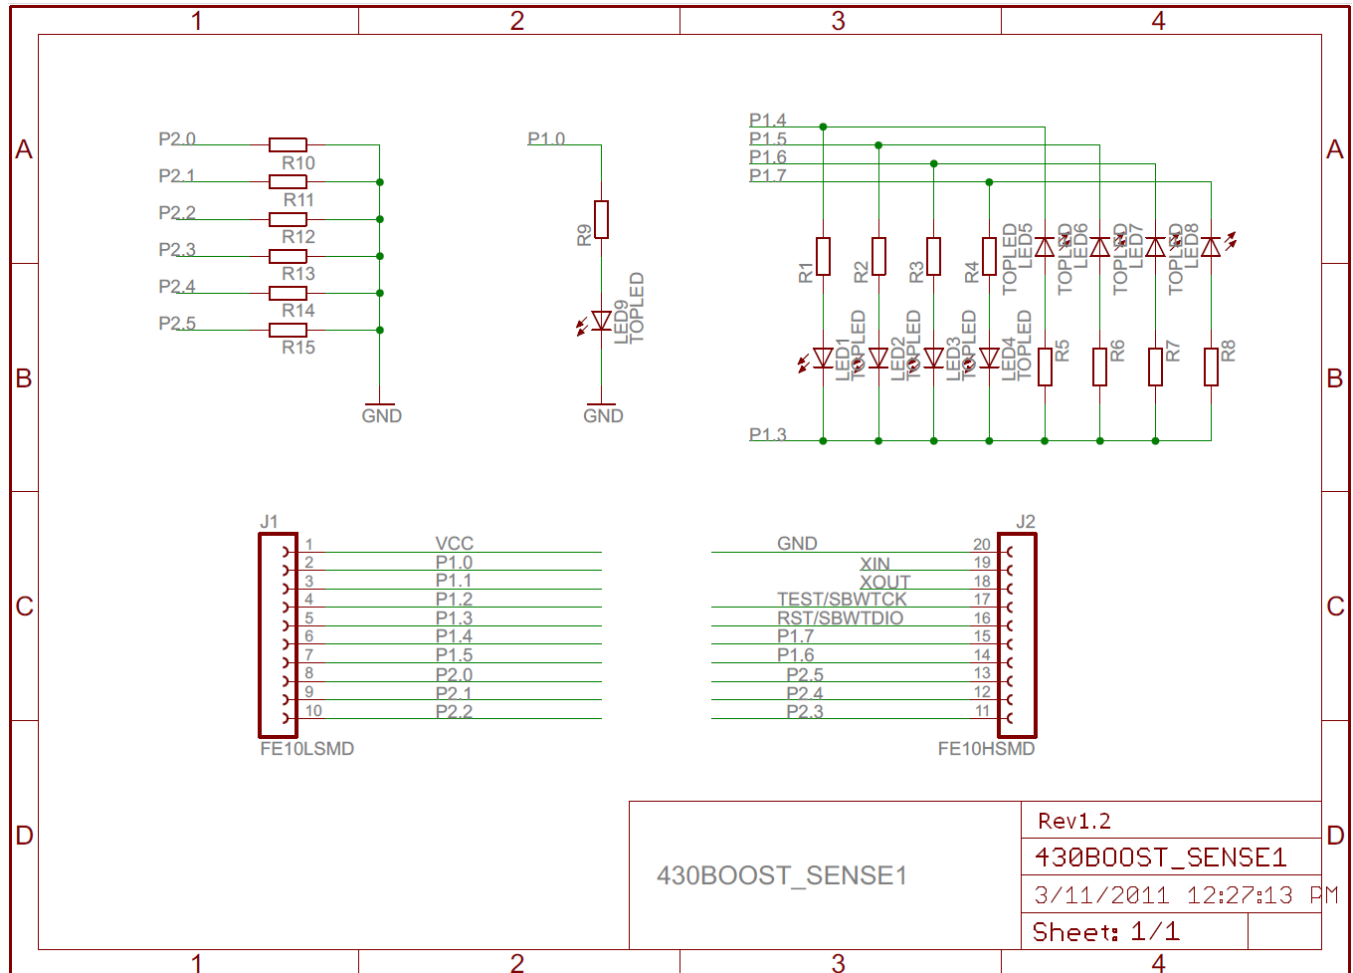 1 2 3 4
A A
B B
C C
D D
P2.0
R10
P2.1
R11
P2.2
R12
P2.3
R13
P2.4
R14
P2.5
R15
GND
P1.0
R9
LED9
TOPLED
GND
P1.4
P1.5
P1.6
P1.7
R1
R2
R3
R4
TOPLED
LED5
TOPLED
LED6
TOPLED
LED7
TOPLED
LED8
LED1
TOPLED
LED2
TOPLED
LED3
TOPLED
LED4
TOPLED
R5
R6
R7
R8
P1.3
J1
1 VCC
2 P1.0
3 P1.1
4 P1.2
5 P1.3
6 P1.4
7 P1.5
8 P2.0
9 P2.1
10 P2.2
FE10LSMD
J2
GND 20
XIN 19
XOUT 18
TEST/SBWTCK 17
RST/SBWTDIO 16
P1.7 15
P1.6 14
P2.5 13
P2.4 12
P2.3 11
FE10HSMD
430BOOST_SENSE1
Rev1.2
430BOOST_SENSE1
3/11/2011 12:27:13 PM
Sheet: 1/1
1 2 3 4